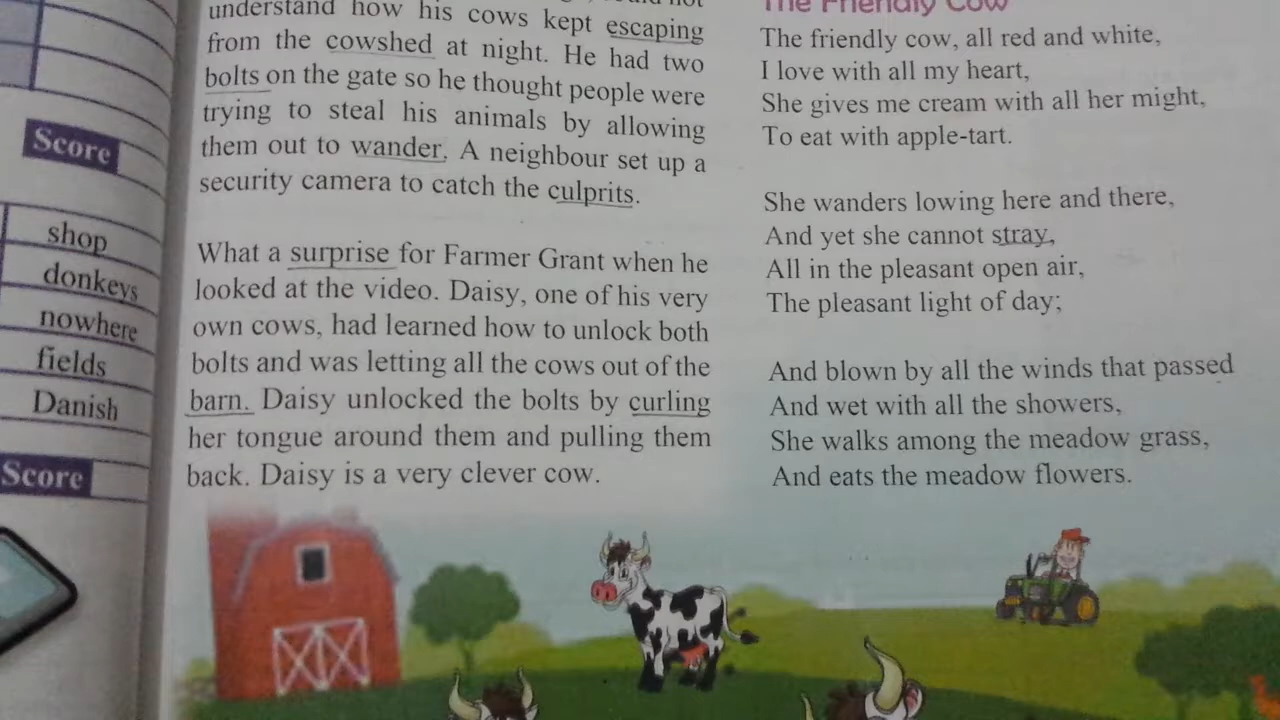 Score
shop
donkeys
nowhere
fields
Danish
Score
understand how his cows kept escaping
from the cowshed at night. He had two
bolts on the gate so he thought people were
trying to steal his animals by allowing
them out to wander. A neighbour set up a
security camera to catch the culprits.
What a surprise for Farmer Grant when he
looked at the video. Daisy, one of his very
own cows, had learned how to unlock both
bolts and was letting all the cows out of the
barn. Daisy unlocked the bolts by curling
her tongue around them and pulling them
back. Daisy is a very clever cow.
The Friendly Cow
The friendly cow, all red and white,
I love with all my heart,
She gives me cream with all her might,
To eat with apple-tart.
She wanders lowing here and there,
And yet she cannot stray,
All in the pleasant open air,
The pleasant light of day;
And blown by all the winds that passed
And wet with all the showers,
She walks among the meadow grass,
And eats the meadow flowers.